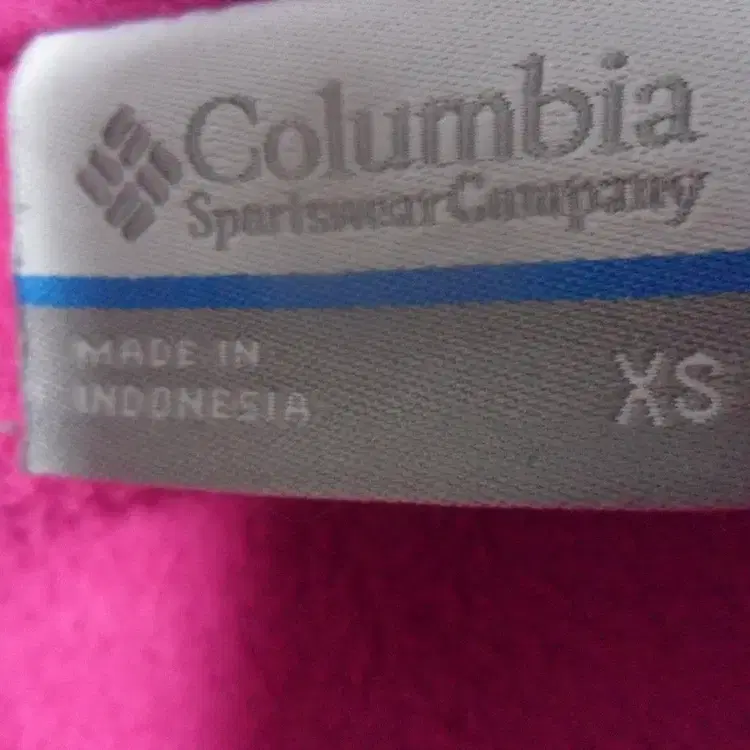 Columbia
Sportswear Company
MADE IN
INDONESIA
XS